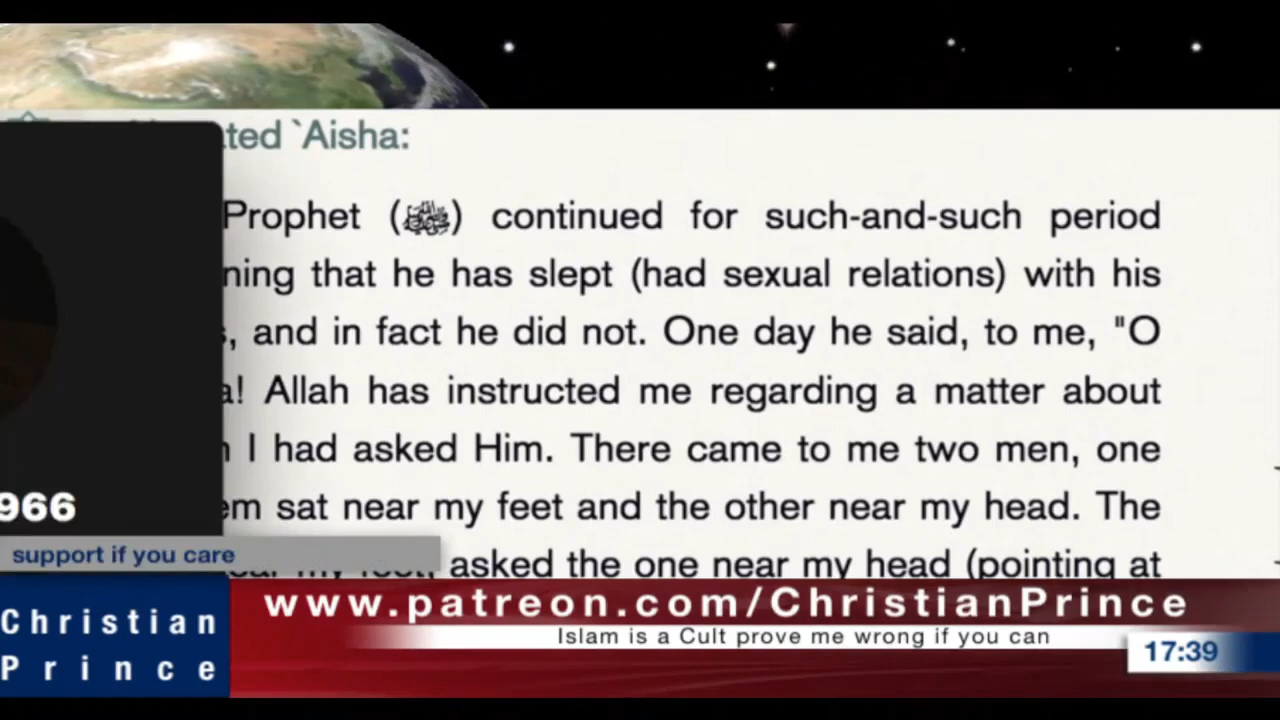 ated `Aisha:
Prophet (ﷺ) continued for such-and-such period
ning that he has slept (had sexual relations) with his
s, and in fact he did not. One day he said, to me, "O
a! Allah has instructed me regarding a matter about
I had asked Him. There came to me two men, one
em sat near my feet and the other near my head. The
near my feet, asked the one near my head (pointing at
966
support if you care
Christian
Prince
www.patreon.com/ChristianPrince
Islam is a Cult prove me wrong if you can
17:39